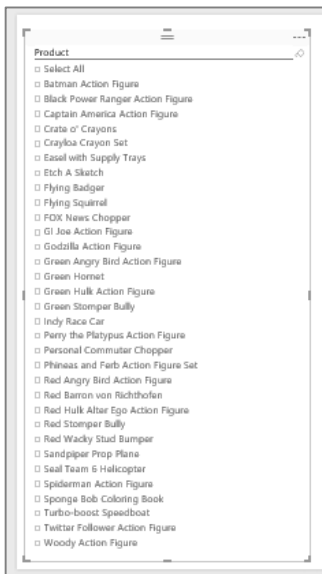 Product
Select All
Batman Action Figure
Black Power Ranger Action Figure
Captain America Action Figure
Crate o' Crayons
Crayloa Crayon Set
Easel with Supply Trays
Etch A Sketch
Flying Badger
Flying Squirrel
FOX News Chopper
GI Joe Action Figure
Godzilla Action Figure
Green Angry Bird Action Figure
Green Hornet
Green Hulk Action Figure
Green Stomper Bully
Indy Race Car
Perry the Platypus Action Figure
Personal Commuter Chopper
Phineas and Ferb Action Figure Set
Red Angry Bird Action Figure
Red Barron von Richthofen
Red Hulk Alter Ego Action Figure
Red Stomper Bully
Red Wacky Stud Bumper
Sandpiper Prop Plane
Seal Team 6 Helicopter
Spiderman Action Figure
Sponge Bob Coloring Book
Turbo-boost Speedboat
Twitter Follower Action Figure
Woody Action Figure